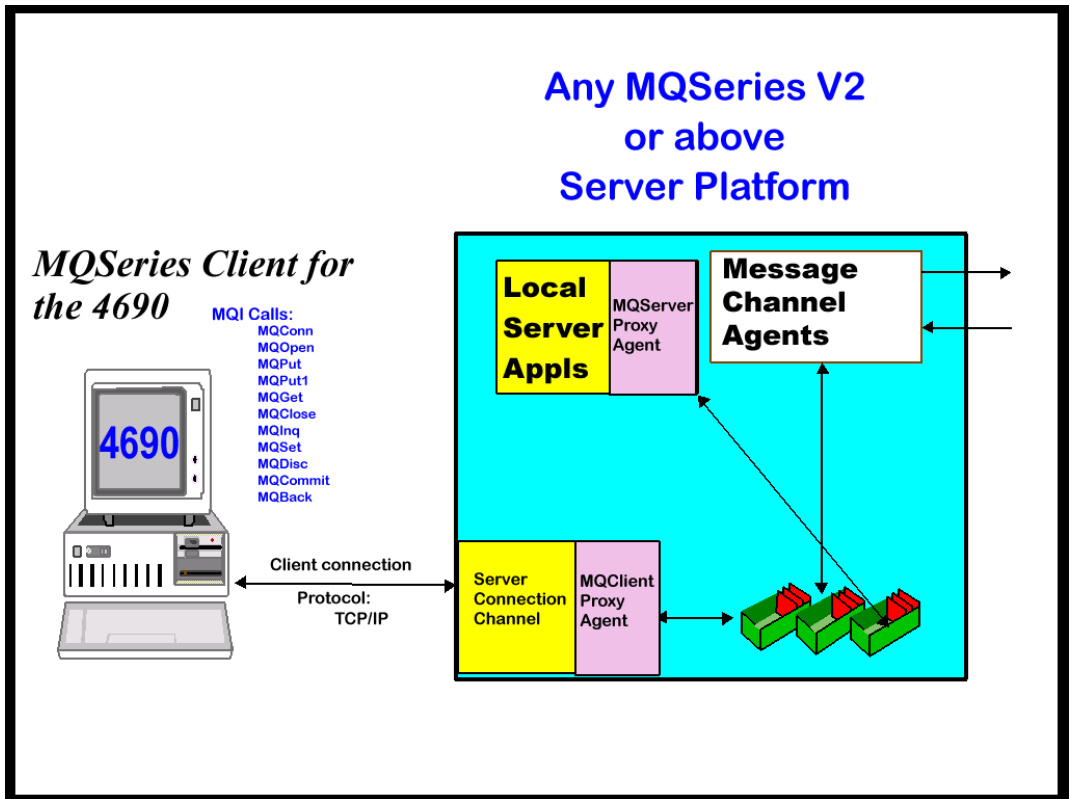 Any MQSeries V2
or above
Server Platform
MQSeries Client for
the 4690
MQI Calls:
MQConn
MQOpen
MQPut
MQPut1
MQGet
MQClose
MQInq
MQSet
MQDisc
MQCommit
MQBack
4690
Client connection
Protocol:
TCP/IP
Local
Server
Appls
MQServer
Proxy
Agent
Message
Channel
Agents
Server
Connection
Channel
MQClient
Proxy
Agent